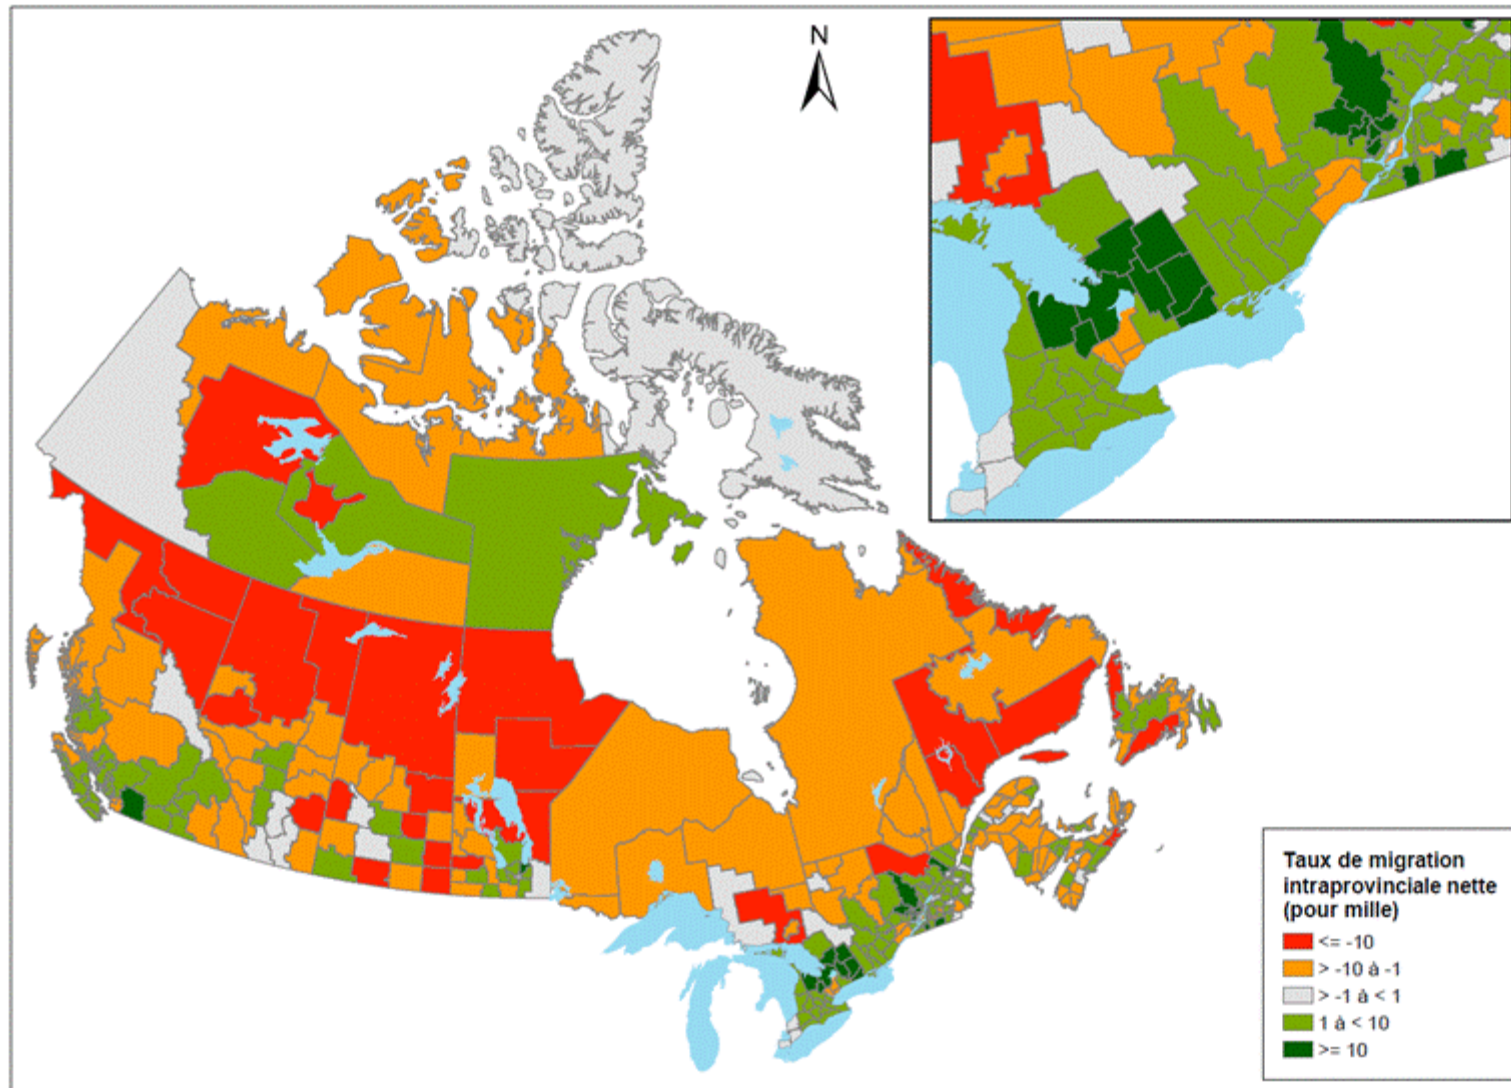 N
Taux de migration
intraprovinciale nette
(pour mille)
<= -10
> -10 à -1
> -1 à < 1
1 à < 10
>= 10